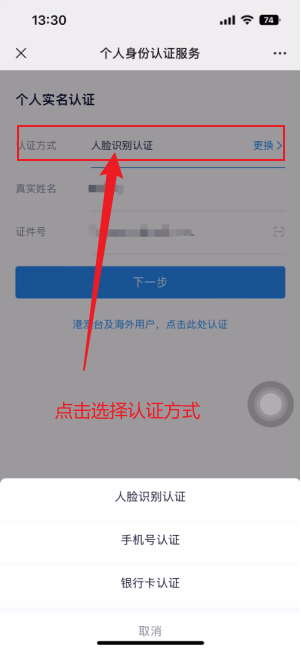 13:30
74
个人身份认证服务
个人实名认证
认证方式 人脸识别认证 更换
真实姓名
证件号
下一步
港澳台及海外用户，点击此处认证
点击选择认证方式
人脸识别认证
手机号认证
银行卡认证
取消